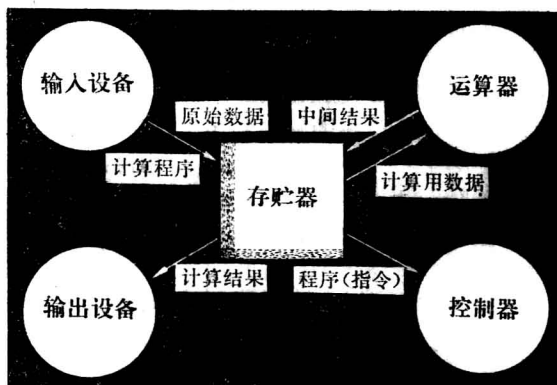 输入设备
运算器
原始数据
中间结果
计算程序
计算用数据
存贮器
计算结果
程序(指令)
输出设备
控制器